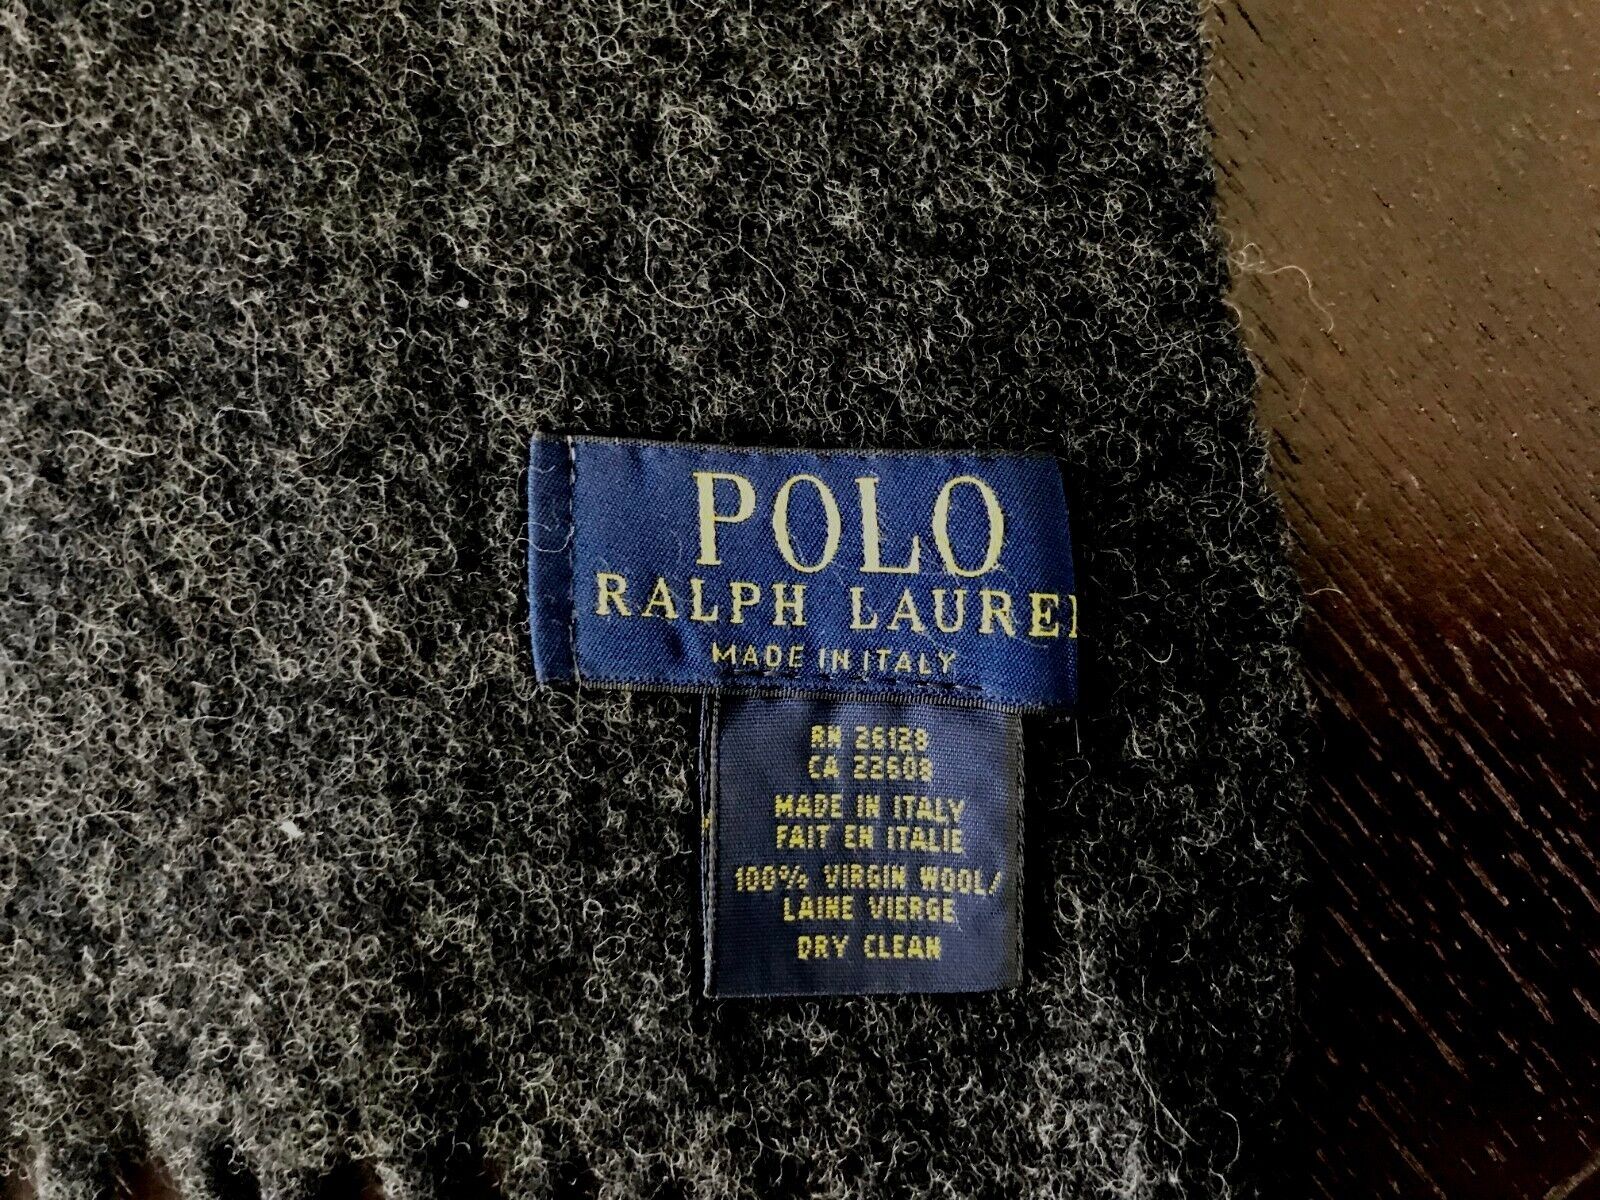 POLO
RALPH LAUREN
MADE IN ITALY
RN 26128
CA 22608
MADE IN ITALY
FAIT EN ITALIE
100% VIRGIN WOOL/
LAINE VIERGE
DRY CLEAN